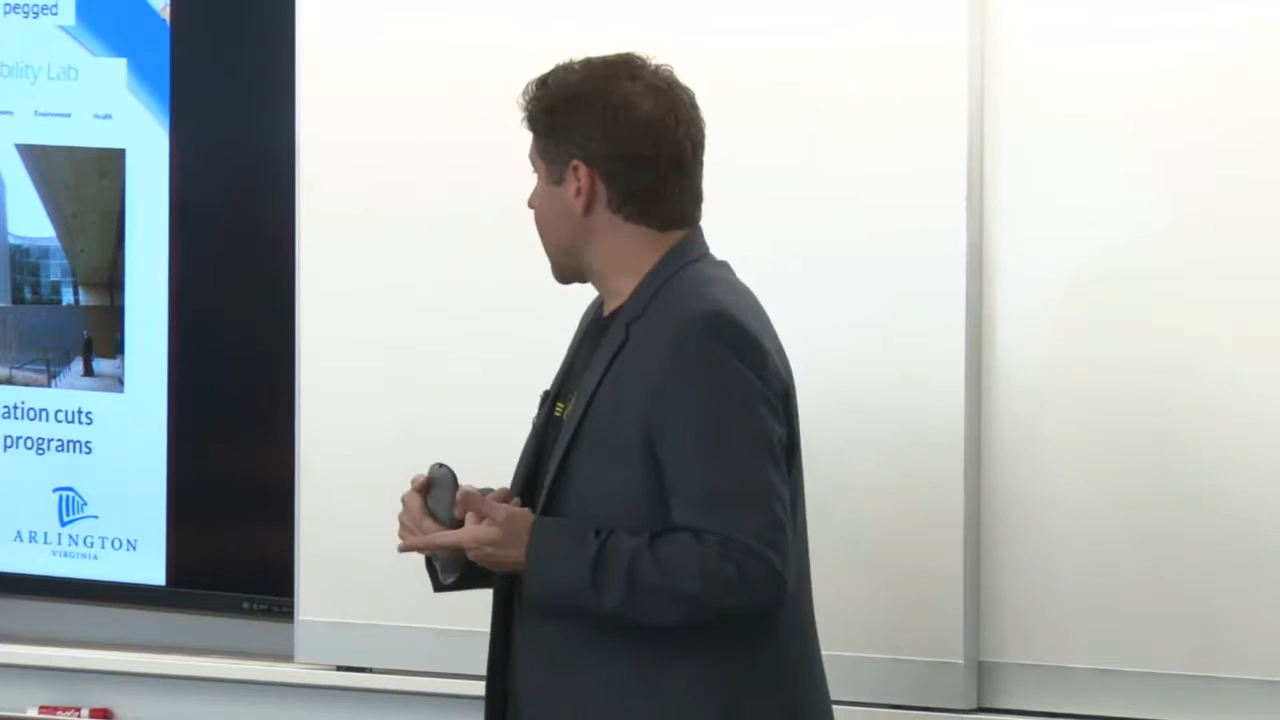 pegged
bility Lab
Environment Health
ation cuts
programs
ARLINGTON
VIRGINIA